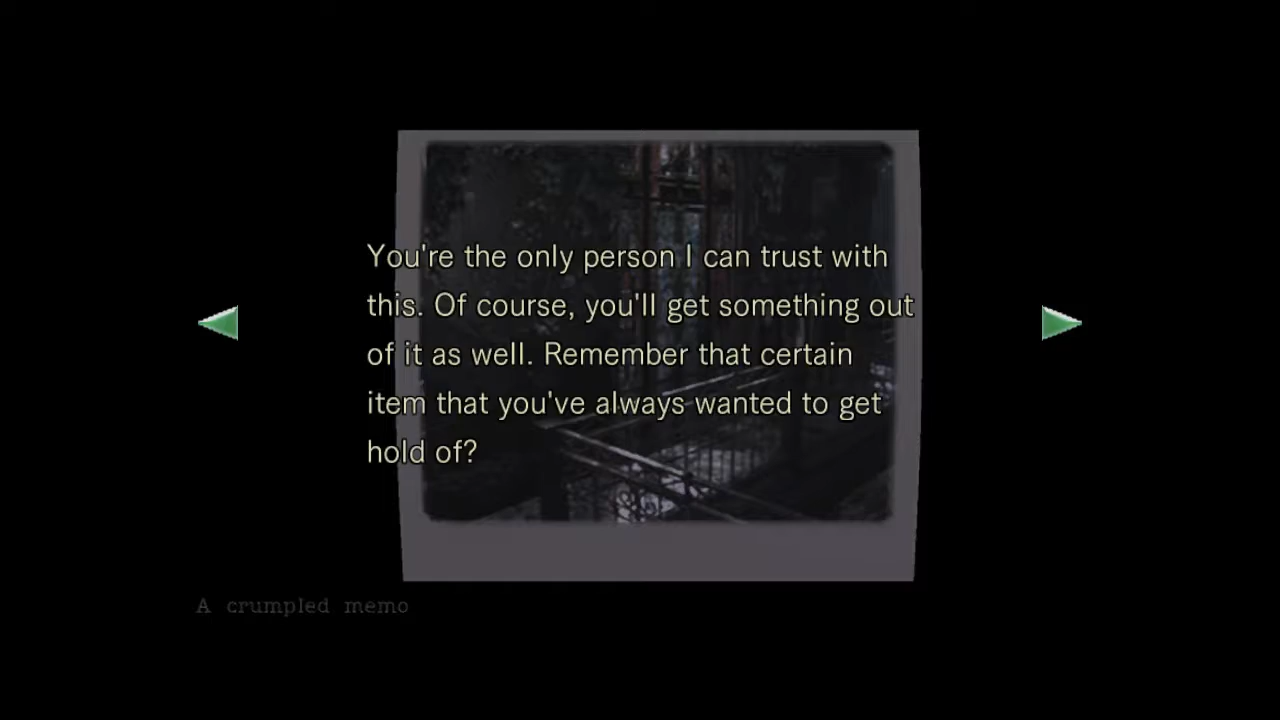 You're the only person I can trust with
this. Of course, you'll get something out
of it as well. Remember that certain
item that you've always wanted to get
hold of?
A crumpled memo